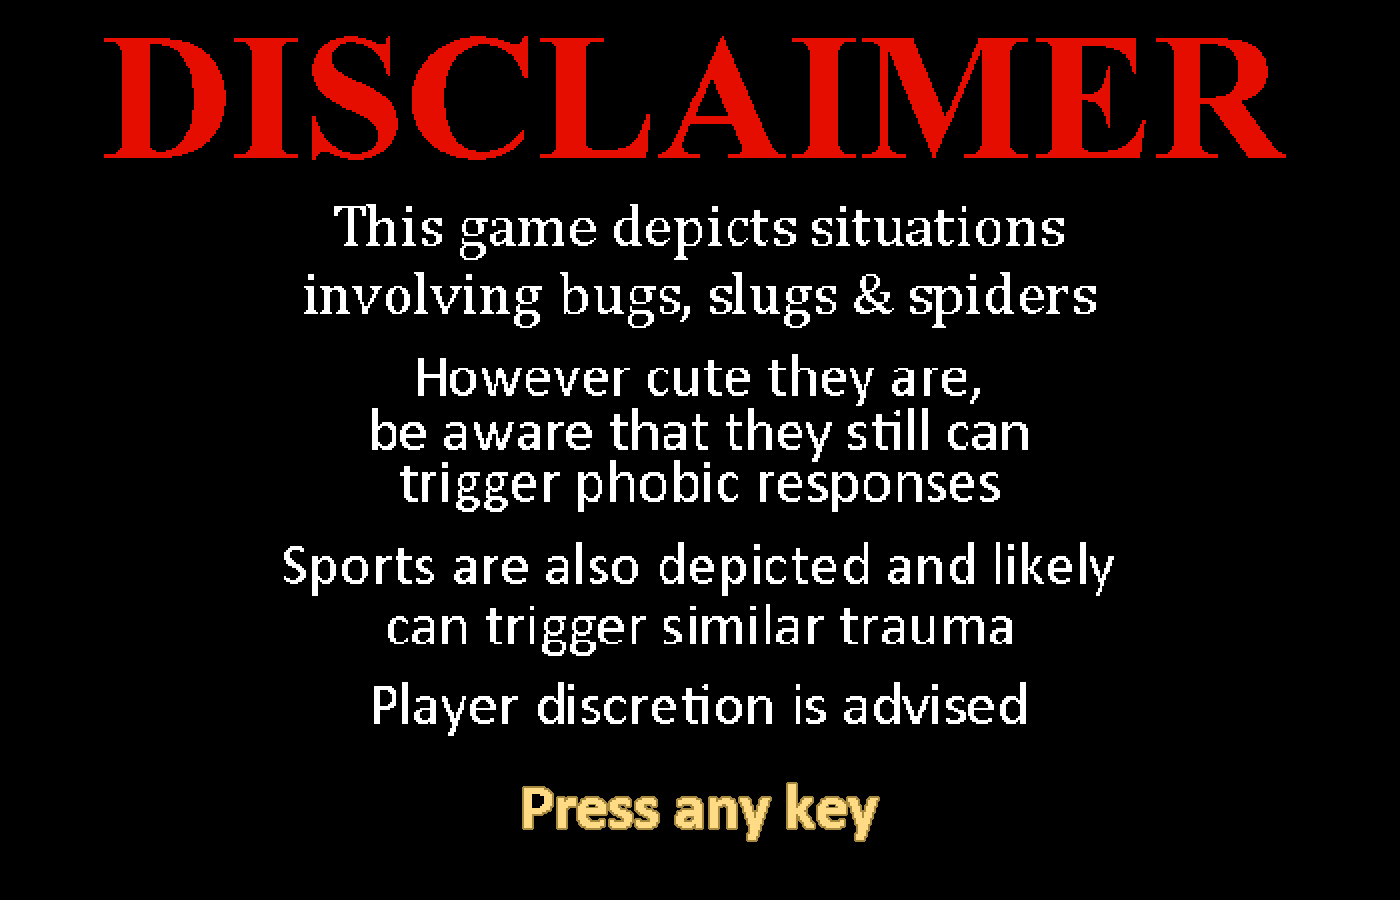 DISCLAIMER
This game depicts situations
involving bugs, slugs & spiders
However cute they are,
be aware that they still can
trigger phobic responses
Sports are also depicted and likely
can trigger similar trauma
Player discretion is advised
Press any key